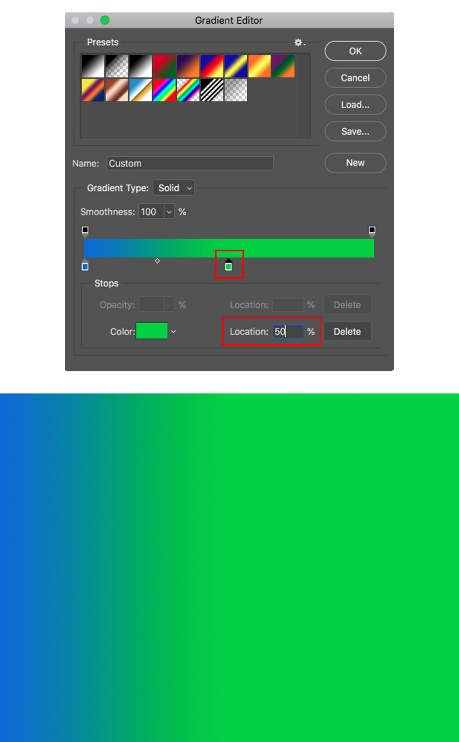 Gradient Editor
Presets
OK
Cancel
Load...
Save...
Name: Custom
New
Gradient Type: Solid
Smoothness: 100 %
Stops
Opacity: % Location: % Delete
Color: Location: 50 % Delete